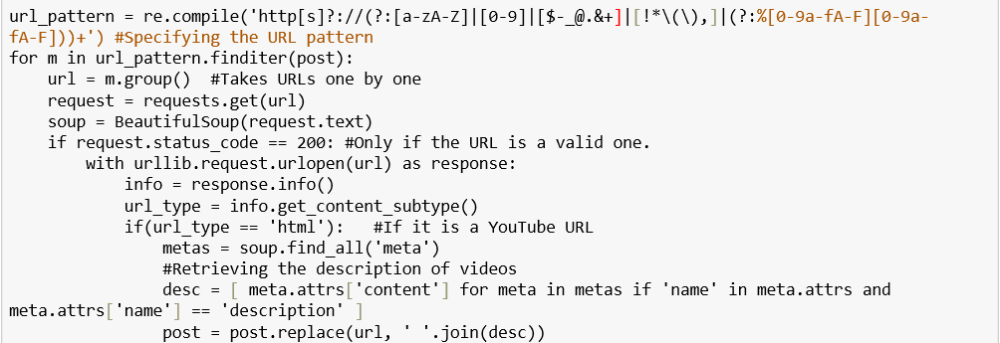 url_pattern = re.compile('http[s]?://(?:[a-zA-Z]|[0-9]|[$-_@.&+]|[!*\(\),]|(?:%[0-9a-fA-F][0-9a-
fA-F]))+') #Specifying the URL pattern
for m in url_pattern.finditer(post):
    url = m.group()  #Takes URLs one by one
    request = requests.get(url)
    soup = BeautifulSoup(request.text)
    if request.status_code == 200: #Only if the URL is a valid one.
        with urllib.request.urlopen(url) as response:
            info = response.info()
            url_type = info.get_content_subtype()
            if(url_type == 'html'):   #If it is a YouTube URL
                metas = soup.find_all('meta')
                #Retrieving the description of videos
                desc = [ meta.attrs['content'] for meta in metas if 'name' in meta.attrs and
meta.attrs['name'] == 'description' ]
                post = post.replace(url, ' '.join(desc))